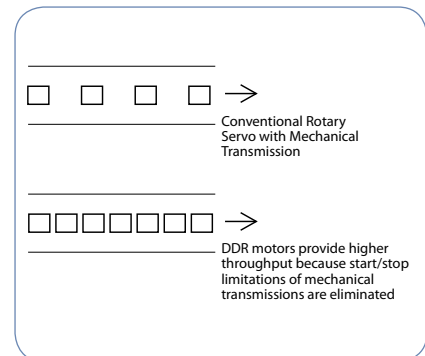 Conventional Rotary
Servo with Mechanical
Transmission
DDR motors provide higher
throughput because start/stop
limitations of mechanical
transmissions are eliminated